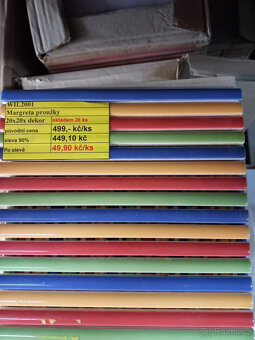 WIL2001
Margreta proužky
20x20x dekor skladem 26 ks
původní cena 499,- kč/ks
sleva 90% 449,10 kč
Po slevě 49,90 kč/ks